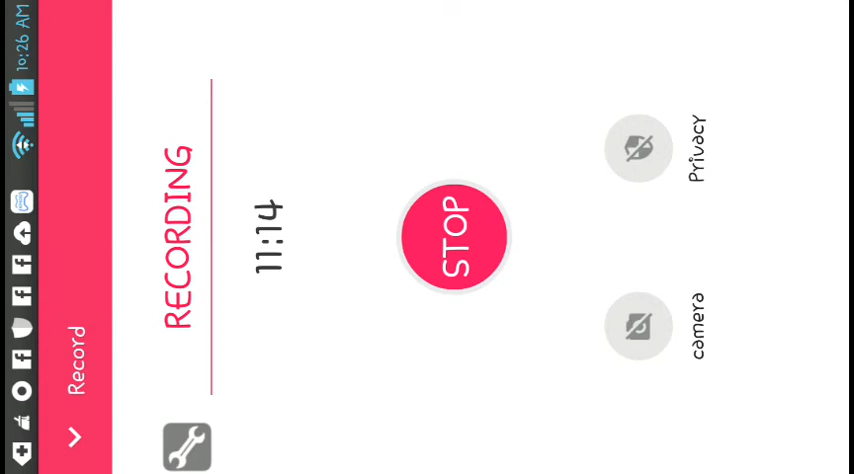 10:26 AM
Record
RECORDING
11:14
STOP
camera
Privacy